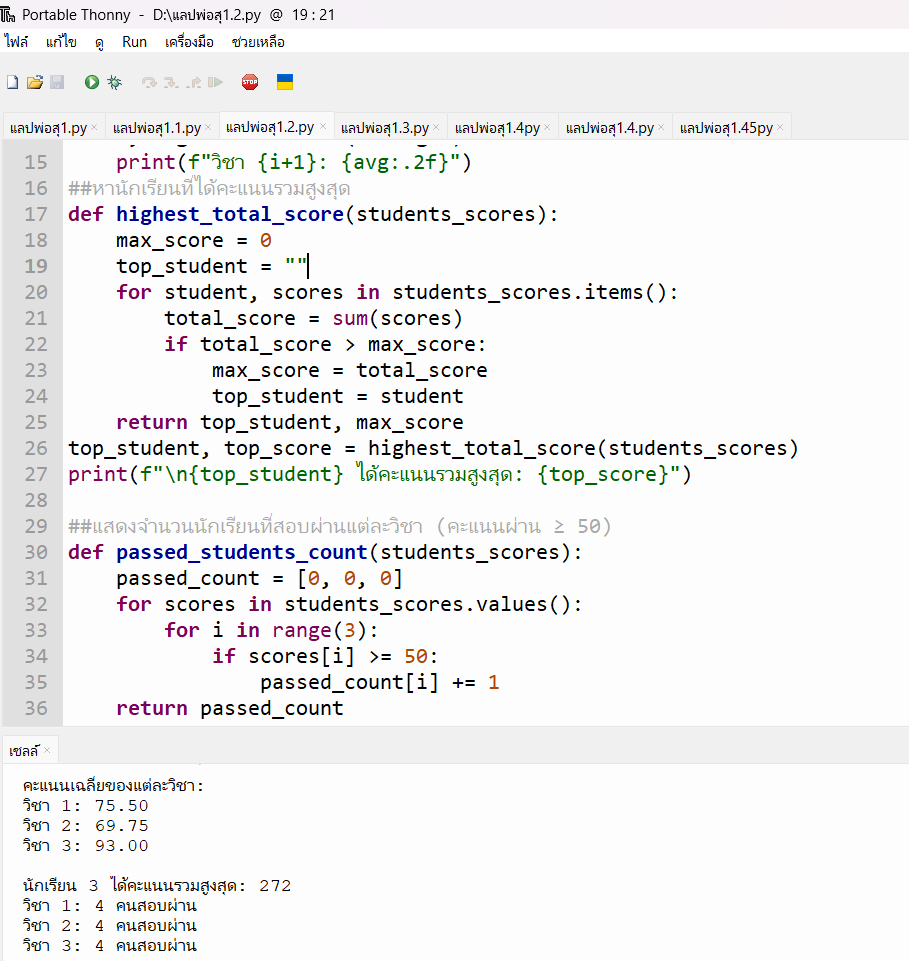 Portable Thonny - D:\แลปพ่อสุ1.2.py @ 19 : 21
ไฟล์ แก้ไข ดู Run เครื่องมือ ช่วยเหลือ
STOP
แลปพ่อสุ1.py × แลปพ่อสุ1.1.py × แลปพ่อสุ1.2.py × แลปพ่อสุ1.3.py × แลปพ่อสุ1.4py × แลปพ่อสุ1.4.py × แลปพ่อสุ1.45py ×
15 print(f"วิชา {i+1}: {avg:.2f}")
16 ##หานักเรียนที่ได้คะแนนรวมสูงสุด
17 def highest_total_score(students_scores):
18 max_score = 0
19 top_student = ""
20 for student, scores in students_scores.items():
21 total_score = sum(scores)
22 if total_score > max_score:
23 max_score = total_score
24 top_student = student
25 return top_student, max_score
26 top_student, top_score = highest_total_score(students_scores)
27 print(f"\n{top_student} ได้คะแนนรวมสูงสุด: {top_score}")
28
29 ##แสดงจำนวนนักเรียนที่สอบผ่านแต่ละวิชา (คะแนนผ่าน ≥ 50)
30 def passed_students_count(students_scores):
31 passed_count = [0, 0, 0]
32 for scores in students_scores.values():
33 for i in range(3):
34 if scores[i] >= 50:
35 passed_count[i] += 1
36 return passed_count
เชลล์ ×
คะแนนเฉลี่ยของแต่ละวิชา:
วิชา 1: 75.50
วิชา 2: 69.75
วิชา 3: 93.00
นักเรียน 3 ได้คะแนนรวมสูงสุด: 272
วิชา 1: 4 คนสอบผ่าน
วิชา 2: 4 คนสอบผ่าน
วิชา 3: 4 คนสอบผ่าน